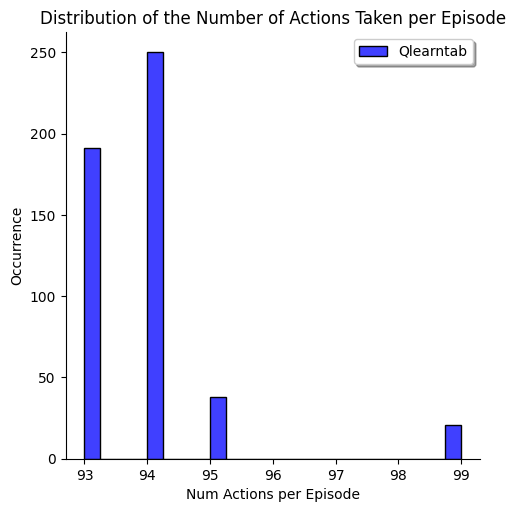 Distribution of the Number of Actions Taken per Episode
Qlearntab
250
200
150
100
50
0
Occurrence
93 94 95 96 97 98 99
Num Actions per Episode